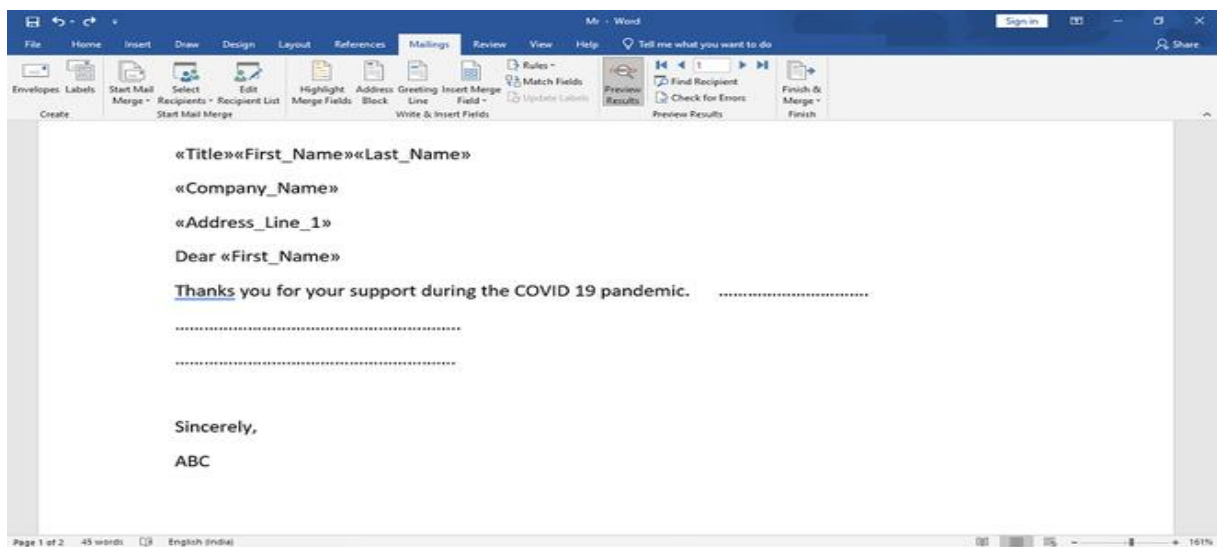 Mr - Word
Sign in
File Home Insert Draw Design Layout References Mailings Review View Help Tell me what you want to do Share
Envelopes Labels Start Mail Merge Select Recipients Edit Recipient List Highlight Merge Fields Address Block Greeting Line Insert Merge Field Rules Match Fields Update Labels Preview Results 1 Find Recipient Check for Errors Finish & Merge
Create Start Mail Merge Write & Insert Fields Preview Results Finish
«Title»«First_Name»«Last_Name»
«Company_Name»
«Address_Line_1»
Dear «First_Name»
Thanks you for your support during the COVID 19 pandemic. ..............................
..........................................................
.........................................................
Sincerely,
ABC
Page 1 of 2 45 words English (India) 161%